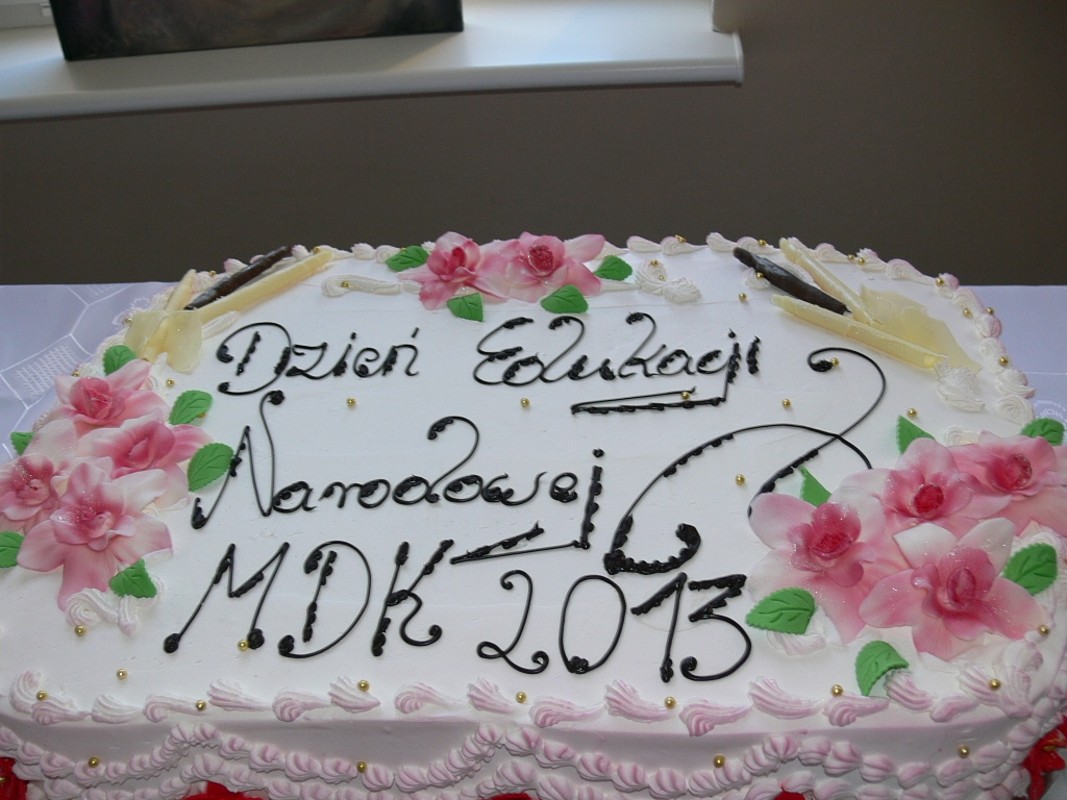 Dzień Edukacji
Narodowej
MDK 2013